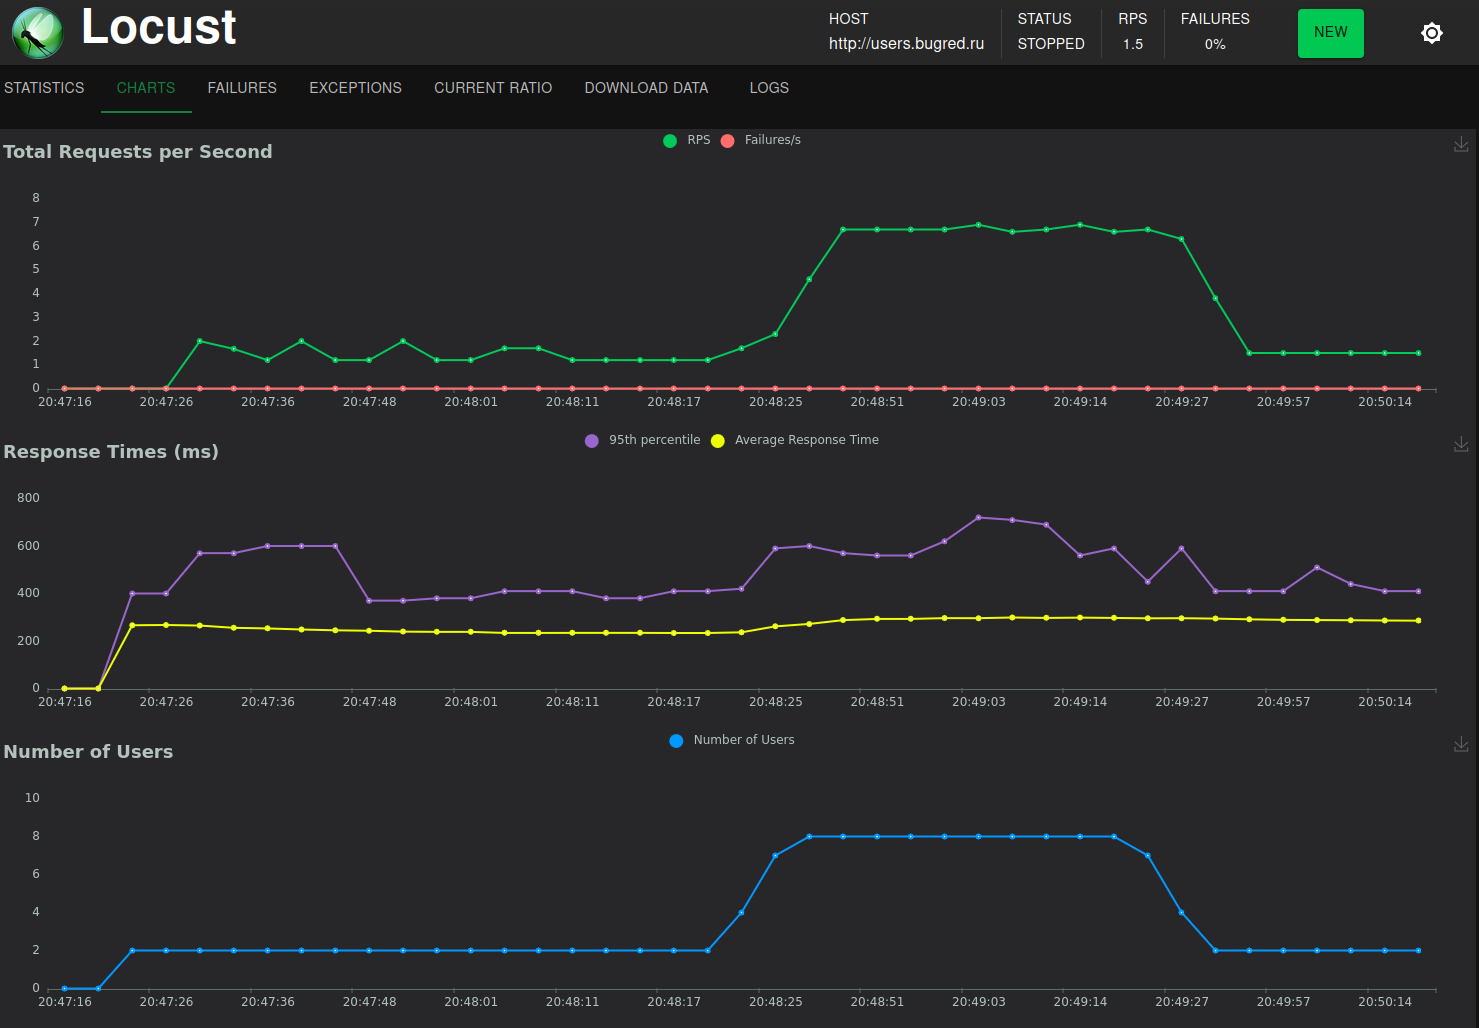 Locust
HOST
http://users.bugred.ru
STATUS
STOPPED
RPS
1.5
FAILURES
0%
NEW
STATISTICS CHARTS FAILURES EXCEPTIONS CURRENT RATIO DOWNLOAD DATA LOGS
RPS Failures/s
Total Requests per Second
8
7
6
5
4
3
2
1
0
20:47:16 20:47:26 20:47:36 20:47:48 20:48:01 20:48:11 20:48:17 20:48:25 20:48:51 20:49:03 20:49:14 20:49:27 20:49:57 20:50:14
95th percentile Average Response Time
Response Times (ms)
800
600
400
200
0
20:47:16 20:47:26 20:47:36 20:47:48 20:48:01 20:48:11 20:48:17 20:48:25 20:48:51 20:49:03 20:49:14 20:49:27 20:49:57 20:50:14
Number of Users
Number of Users
10
8
6
4
2
0
20:47:16 20:47:26 20:47:36 20:47:48 20:48:01 20:48:11 20:48:17 20:48:25 20:48:51 20:49:03 20:49:14 20:49:27 20:49:57 20:50:14